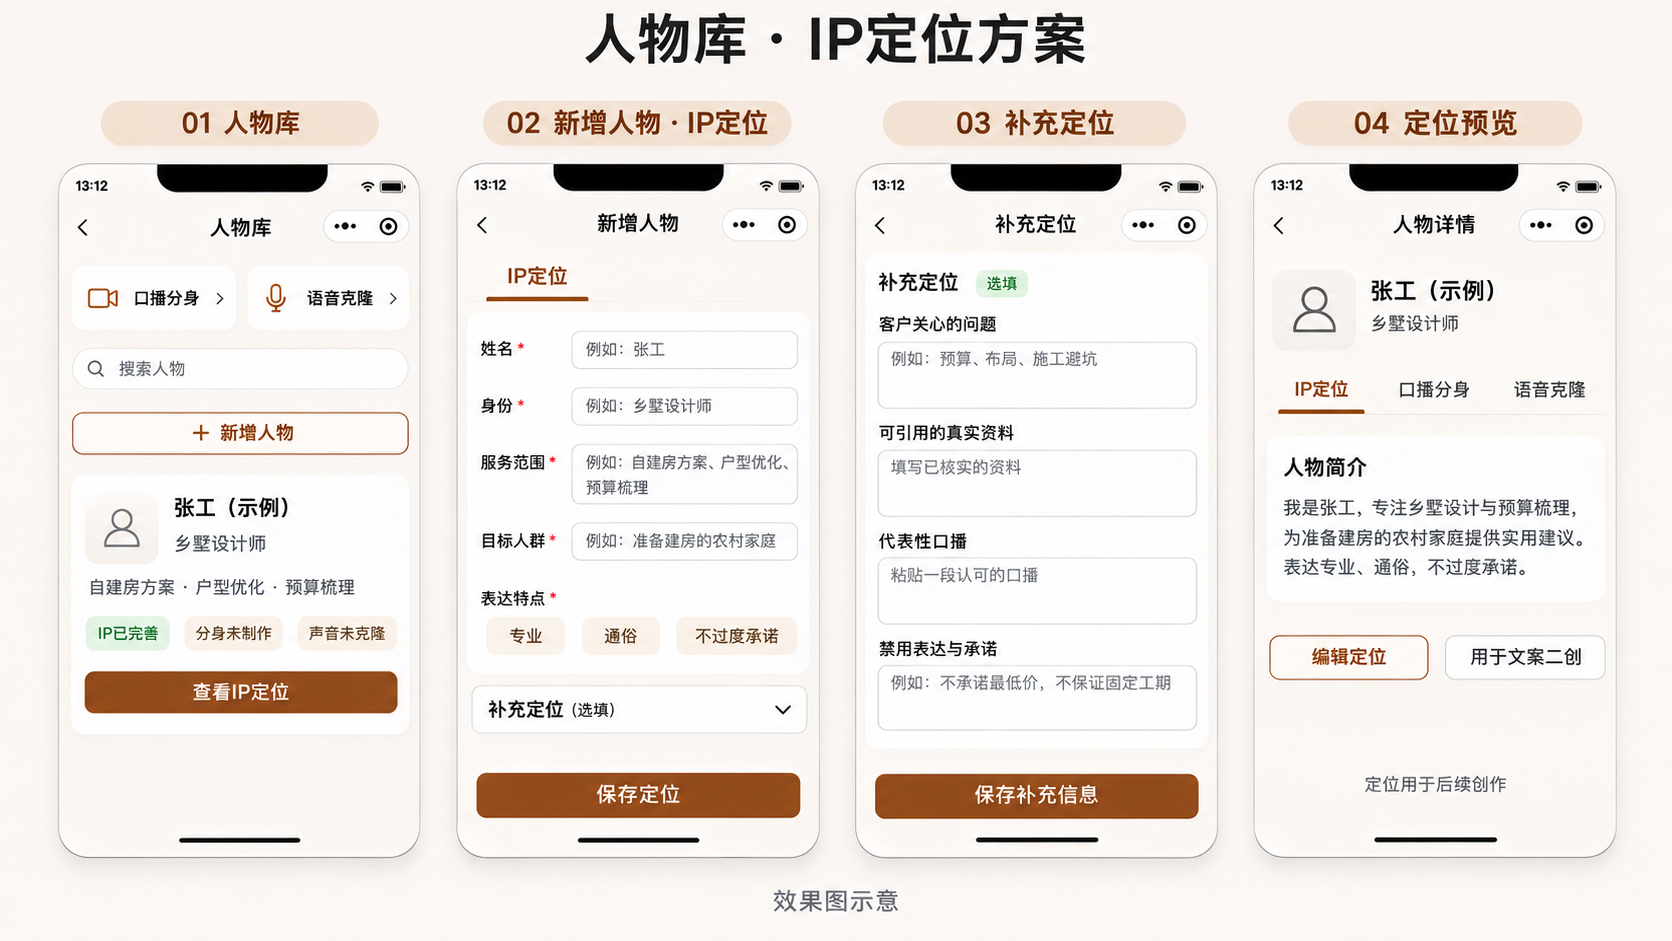 人物库 · IP定位方案
01 人物库
13:12
人物库
口播分身
语音克隆
搜索人物
+ 新增人物
张工（示例）
乡墅设计师
自建房方案 · 户型优化 · 预算梳理
IP已完善
分身未制作
声音未克隆
查看IP定位
02 新增人物 · IP定位
13:12
新增人物
IP定位
姓名 *
例如：张工
身份 *
例如：乡墅设计师
服务范围 *
例如：自建房方案、户型优化、
预算梳理
目标人群 *
例如：准备建房的农村家庭
表达特点 *
专业
通俗
不过度承诺
补充定位（选填）
保存定位
03 补充定位
13:12
补充定位
补充定位 选填
客户关心的问题
例如：预算、布局、施工避坑
可引用的真实资料
填写已核实的资料
代表性口播
粘贴一段认可的口播
禁用表达与承诺
例如：不承诺最低价，不保证固定工期
保存补充信息
04 定位预览
13:12
人物详情
张工（示例）
乡墅设计师
IP定位
口播分身
语音克隆
人物简介
我是张工，专注乡墅设计与预算梳理，
为准备建房的农村家庭提供实用建议。
表达专业、通俗，不过度承诺。
编辑定位
用于文案二创
定位用于后续创作
效果图示意